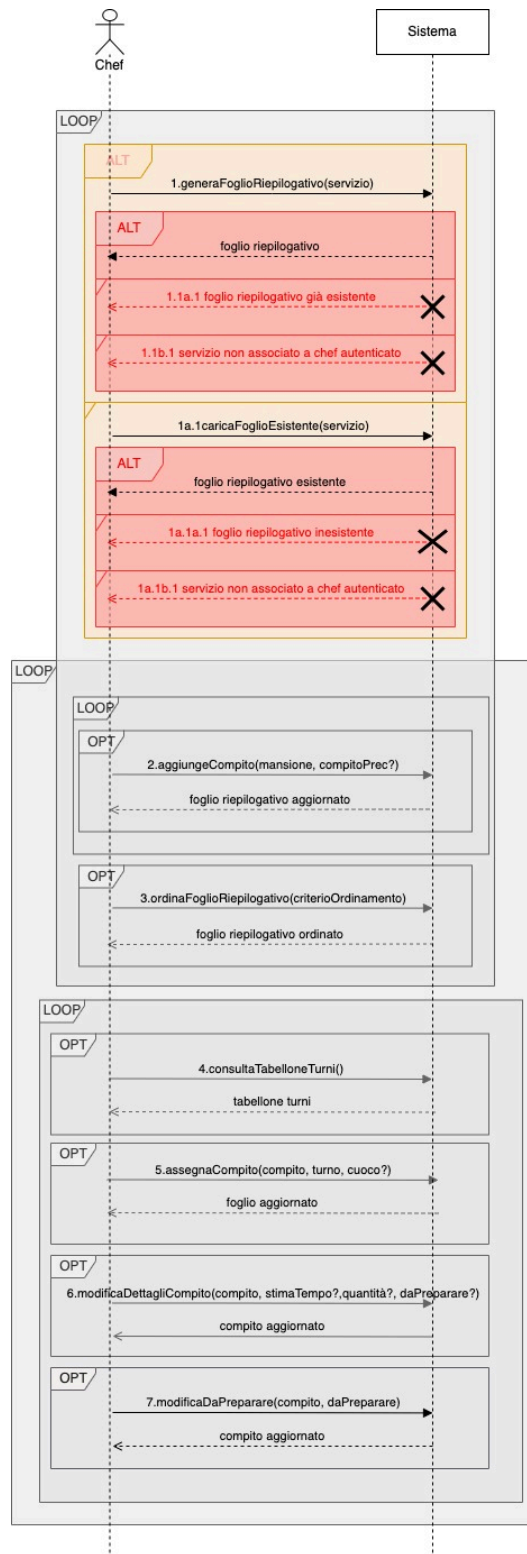 Chef
Sistema
LOOP
ALT
1.generaFoglioRiepilogativo(servizio)
ALT
foglio riepilogativo
1.1a.1 foglio riepilogativo già esistente
1.1b.1 servizio non associato a chef autenticato
1a.1caricaFoglioEsistente(servizio)
ALT
foglio riepilogativo esistente
1a.1a.1 foglio riepilogativo inesistente
1a.1b.1 servizio non associato a chef autenticato
LOOP
LOOP
OPT
2.aggiungeCompito(mansione, compitoPrec?)
foglio riepilogativo aggiornato
OPT
3.ordinaFoglioRiepilogativo(criterioOrdinamento)
foglio riepilogativo ordinato
LOOP
OPT
4.consultaTabelloneTurni()
tabellone turni
OPT
5.assegnaCompito(compito, turno, cuoco?)
foglio aggiornato
OPT
6.modificaDettagliCompito(compito, stimaTempo?,quantità?, daPreparare?)
compito aggiornato
OPT
7.modificaDaPreparare(compito, daPreparare)
compito aggiornato